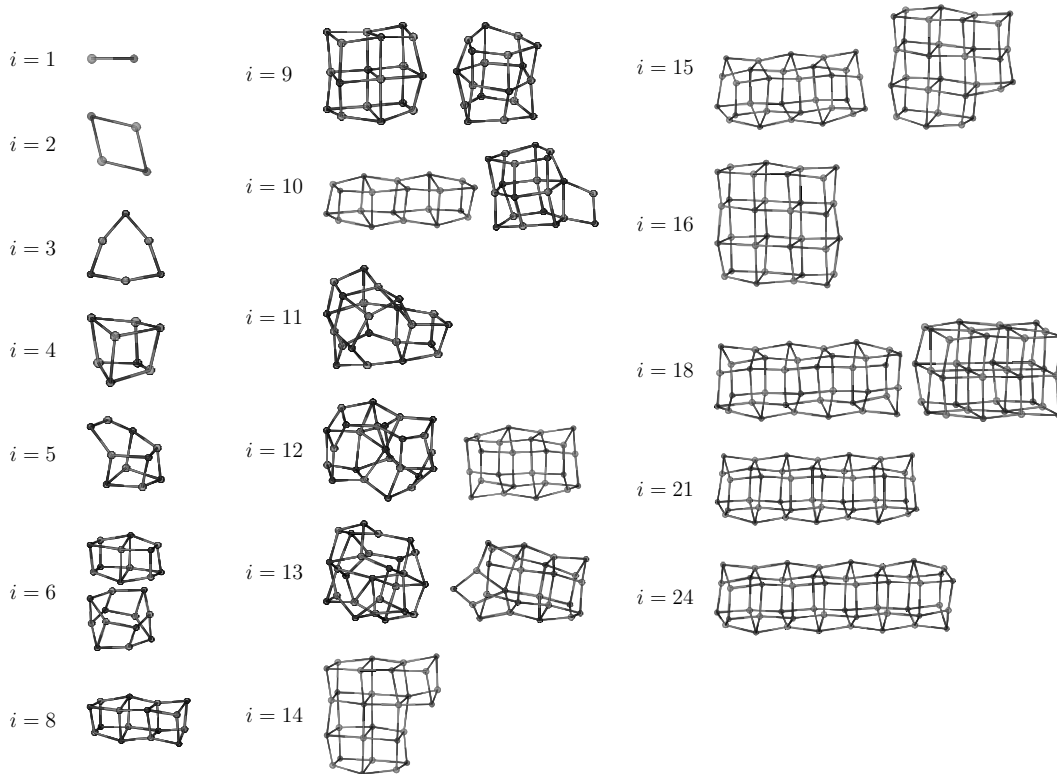 i = 1
i = 2
i = 3
i = 4
i = 5
i = 6
i = 8
i = 9
i = 10
i = 11
i = 12
i = 13
i = 14
i = 15
i = 16
i = 18
i = 21
i = 24